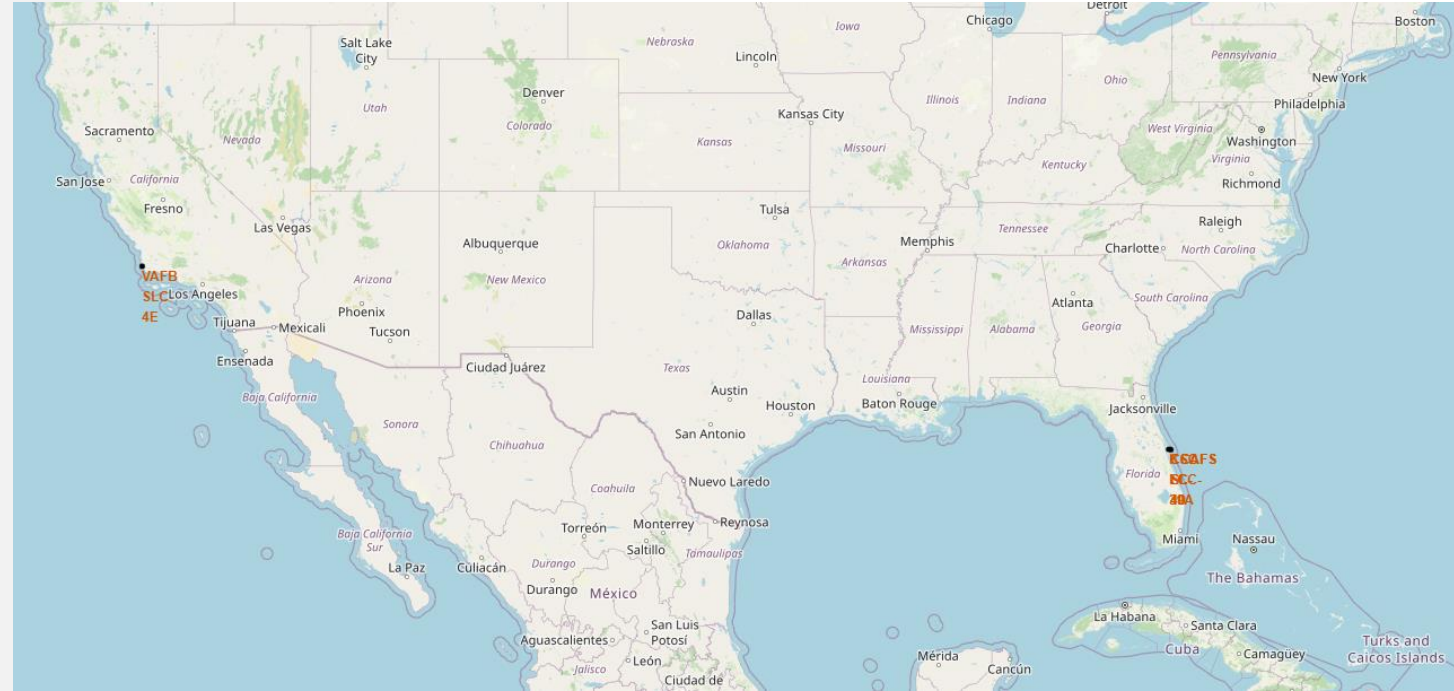 Detroit
Chicago
Iowa
Boston
Salt Lake
City
Nebraska
Lincoln
Pennsylvania
New York
Ohio
Denver
Utah
Illinois
Indiana
Philadelphia
Kansas City
Colorado
Sacramento
Nevada
Kansas
Missouri
West Virginia
Washington
Virginia
Kentucky
San Jose
California
Richmond
Fresno
Tulsa
Las Vegas
Raleigh
Tennessee
Albuquerque
Oklahoma
Memphis
Charlotte
North Carolina
Arkansas
VAFB
SLC
4E
Los Angeles
Arizona
New Mexico
South Carolina
Atlanta
Phoenix
Dallas
Tijuana
Mexicali
Tucson
Mississippi
Alabama
Georgia
Ensenada
Ciudad Juárez
Texas
Louisiana
Austin
Baja California
Houston
Baton Rouge
Jacksonville
Sonora
San Antonio
Chihuahua
Florida
Nuevo Laredo
Coahuila
Torreón
Monterrey
Reynosa
Baja California
Sur
Saltillo
Tamaulipas
Miami
Nassau
La Paz
Culiacán
Durango
Durango
México
The Bahamas
La Habana
Santa Clara
San Luis
Potosí
Aguascalientes
Turks and
Caicos Islands
Cuba
Camagüey
León
Mérida
Jalisco
Cancún
Ciudad de